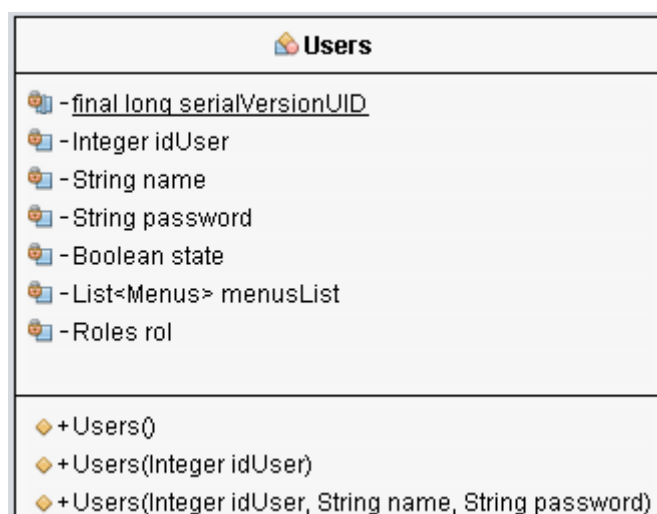 Users
-final long serialVersionUID
-Integer idUser
-String name
-String password
-Boolean state
-List<Menus> menusList
-Roles rol
+Users()
+Users(Integer idUser)
+Users(Integer idUser, String name, String password)